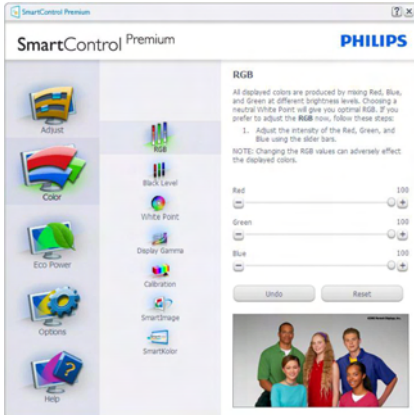 SmartControl Premium
SmartControl Premium
PHILIPS
Adjust
Color
Eco Power
Options
Help
RGB
Black Level
White Point
Display Gamma
Calibration
SmartImage
SmartKolor
RGB
All displayed colors are produced by mixing Red, Blue,
and Green at different brightness levels. Choosing a
neutral White Point will give you optimal RGB. If you
prefer to adjust the RGB now, follow these steps:
1. Adjust the intensity of the Red, Green, and
Blue using the slider bars.
NOTE: Changing the RGB values can adversely effect
the displayed colors.
Red 100
Green 100
Blue 100
Undo Reset